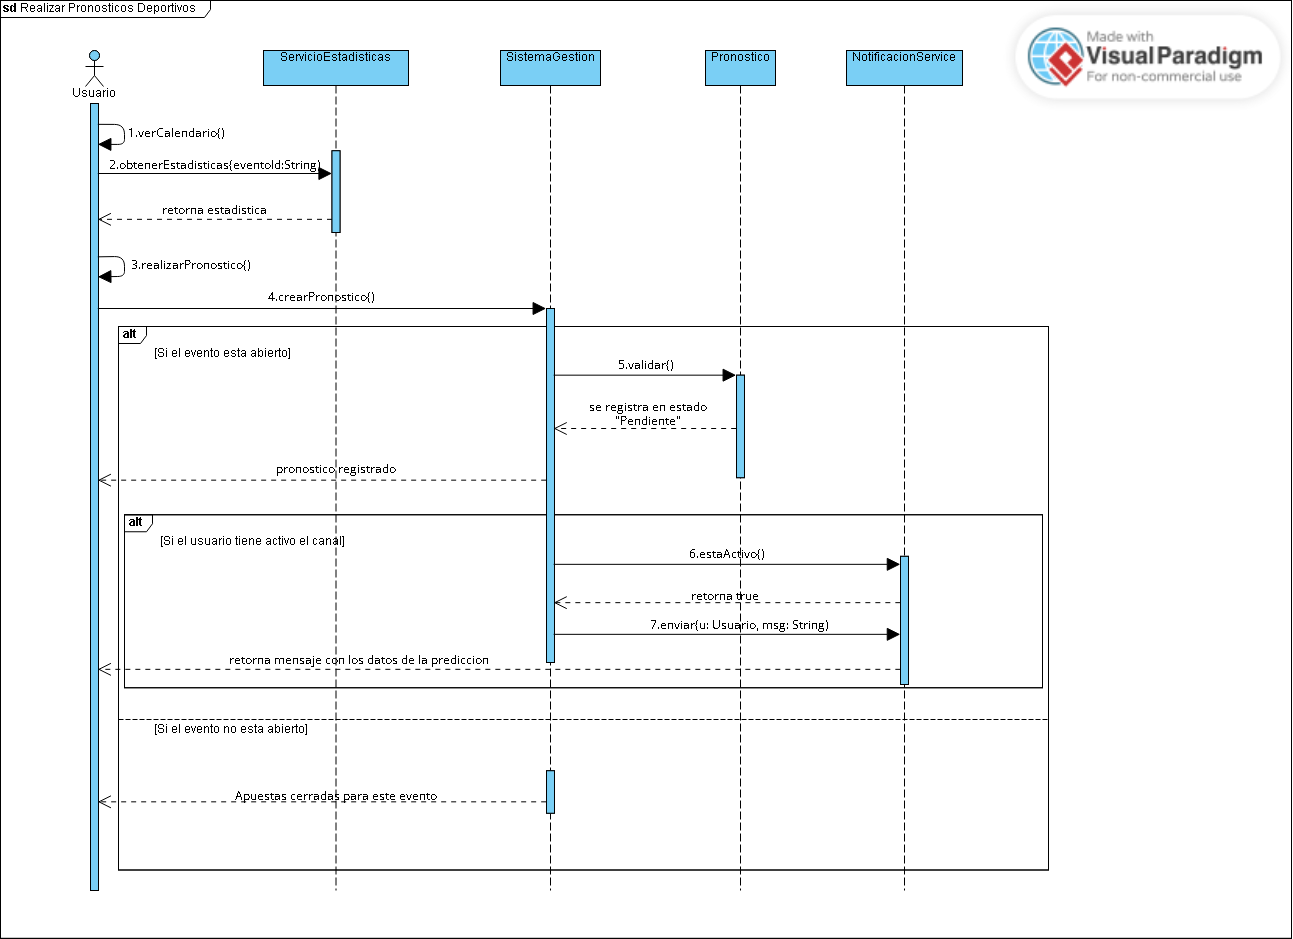 sd Realizar Pronosticos Deportivos
Made with
Visual Paradigm
For non-commercial use
Usuario
ServicioEstadisticas
SistemaGestion
Pronostico
NotificacionService
1.verCalendario()
2.obtenerEstadisticas(eventoId:String)
retorna estadistica
3.realizarPronostico()
4.crearPronostico()
alt
[Si el evento esta abierto]
5.validar()
se registra en estado
"Pendiente"
pronostico registrado
alt
[Si el usuario tiene activo el canal]
6.estaActivo()
retorna true
7.enviar(u: Usuario, msg: String)
retorna mensaje con los datos de la prediccion
[Si el evento no esta abierto]
Apuestas cerradas para este evento